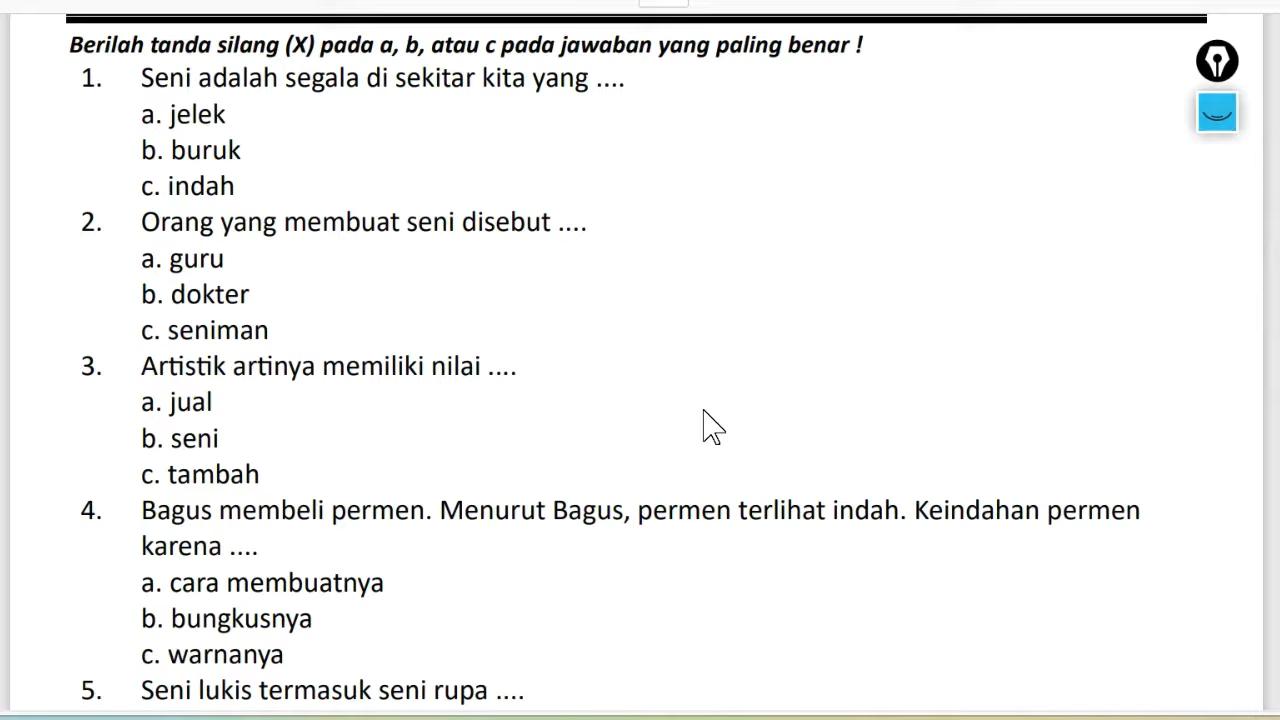 Berilah tanda silang (X) pada a, b, atau c pada jawaban yang paling benar !
1. Seni adalah segala di sekitar kita yang ....
a. jelek
b. buruk
c. indah
2. Orang yang membuat seni disebut ....
a. guru
b. dokter
c. seniman
3. Artistik artinya memiliki nilai ....
a. jual
b. seni
c. tambah
4. Bagus membeli permen. Menurut Bagus, permen terlihat indah. Keindahan permen
karena ....
a. cara membuatnya
b. bungkusnya
c. warnanya
5. Seni lukis termasuk seni rupa ....